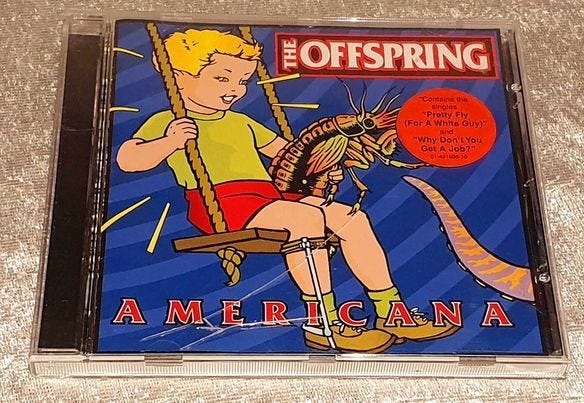 THE OFFSPRING
"Contains the
singles
"Pretty Fly
(For A White Guy)"
and
"Why Don't You
Get A Job?"
AMERICANA